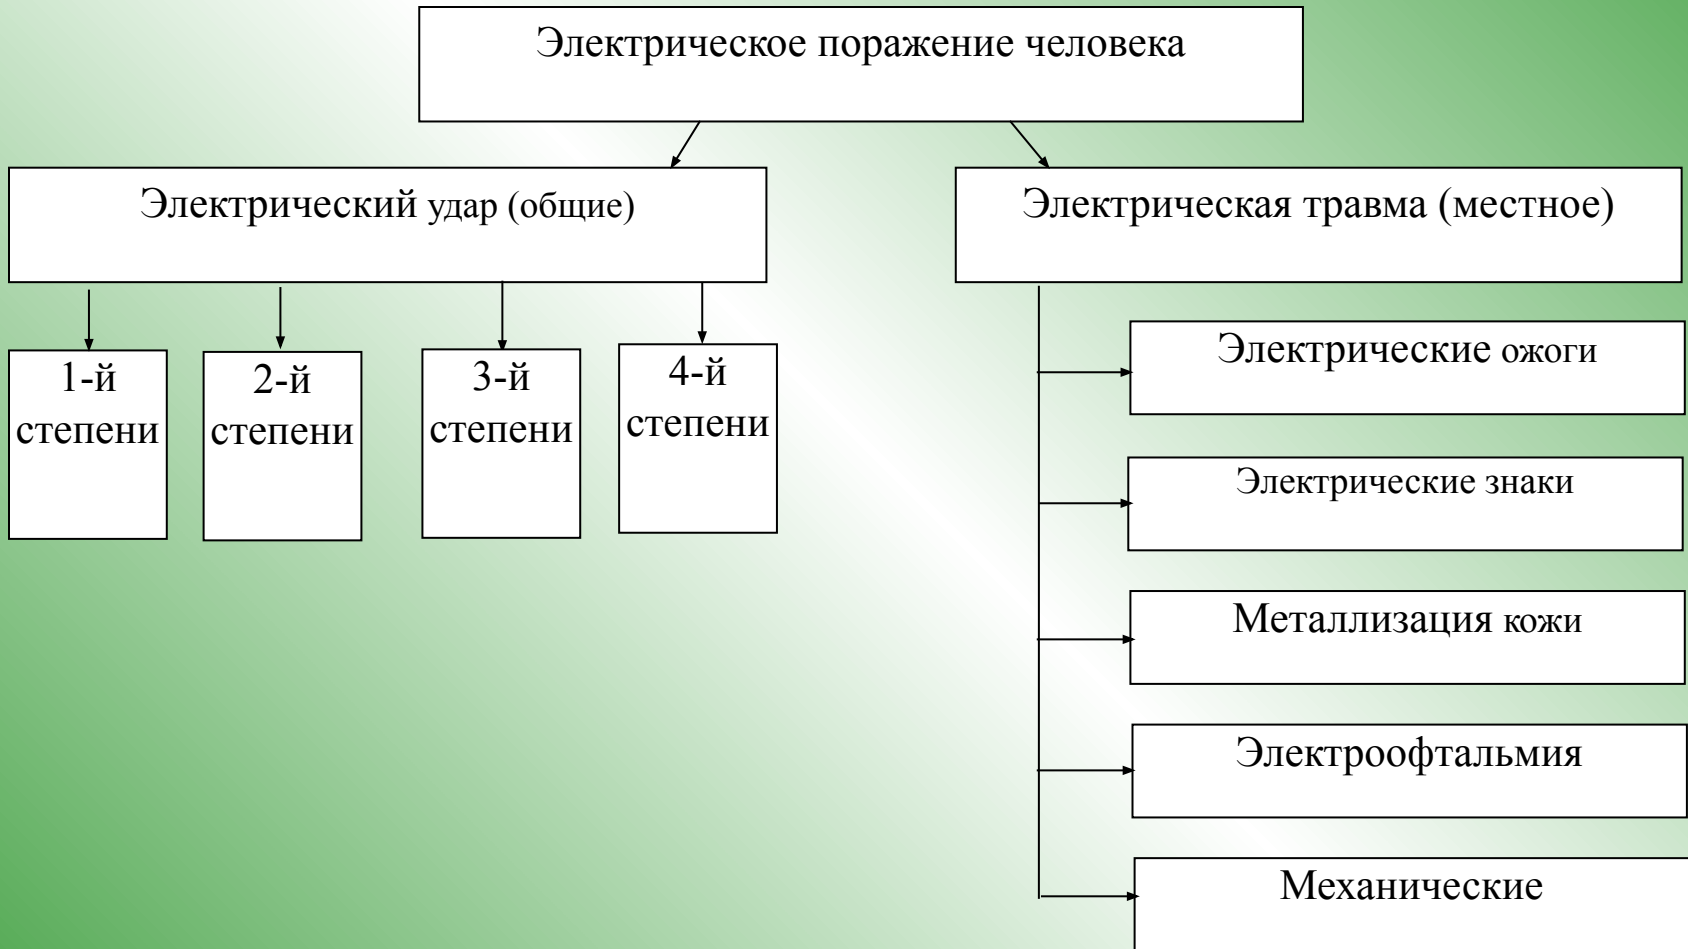 Электрическое поражение человека
Электрический удар (общие)
Электрическая травма (местное)
1-й
степени
2-й
степени
3-й
степени
4-й
степени
Электрические ожоги
Электрические знаки
Металлизация кожи
Электроофтальмия
Механические